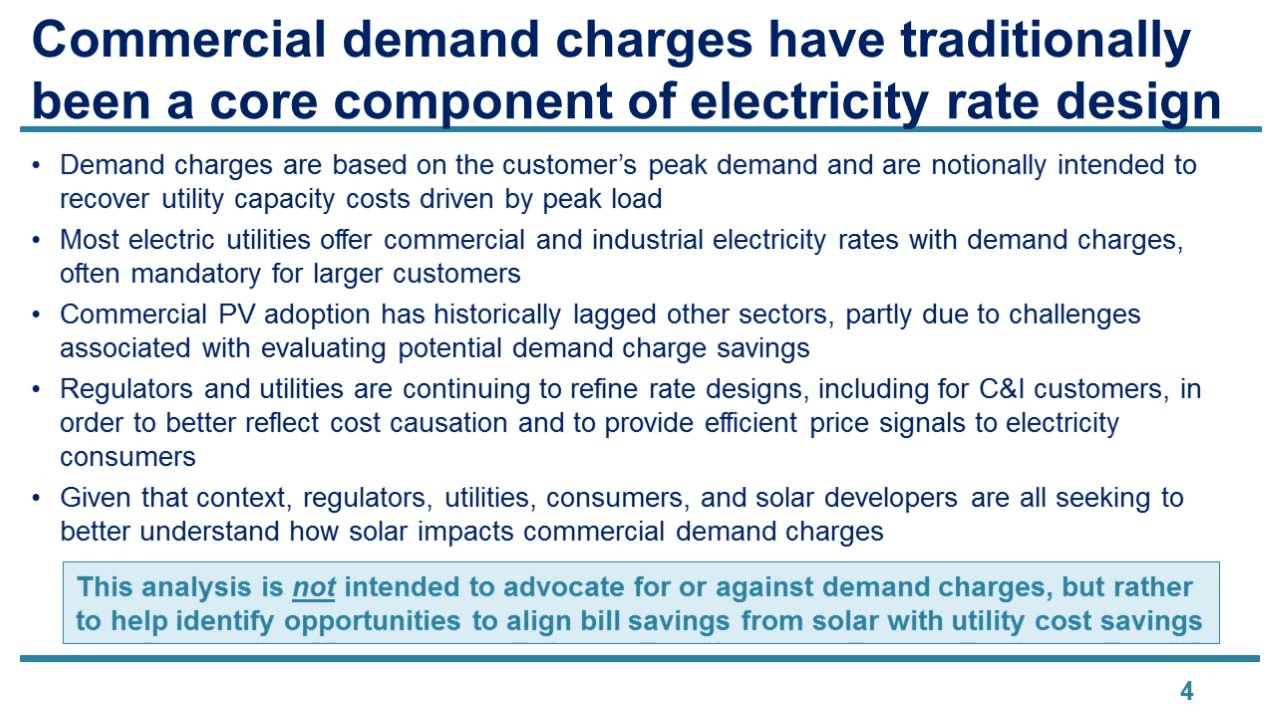 Commercial demand charges have traditionally
been a core component of electricity rate design
• Demand charges are based on the customer's peak demand and are notionally intended to
recover utility capacity costs driven by peak load
• Most electric utilities offer commercial and industrial electricity rates with demand charges,
often mandatory for larger customers
• Commercial PV adoption has historically lagged other sectors, partly due to challenges
associated with evaluating potential demand charge savings
• Regulators and utilities are continuing to refine rate designs, including for C&I customers, in
order to better reflect cost causation and to provide efficient price signals to electricity
consumers
• Given that context, regulators, utilities, consumers, and solar developers are all seeking to
better understand how solar impacts commercial demand charges
This analysis is not intended to advocate for or against demand charges, but rather
to help identify opportunities to align bill savings from solar with utility cost savings
4